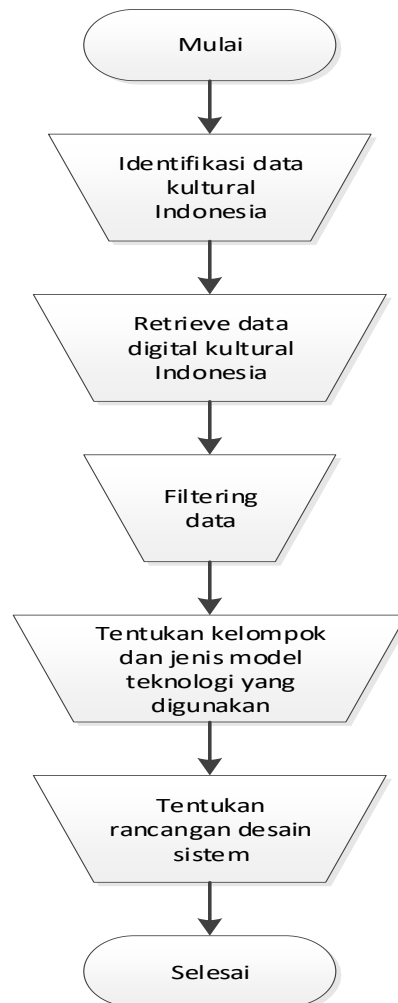 Mulai
Identifikasi data
kultural
Indonesia
Retrieve data
digital kultural
Indonesia
Filtering
data
Tentukan kelompok
dan jenis model
teknologi yang
digunakan
Tentukan
rancangan desain
sistem
Selesai